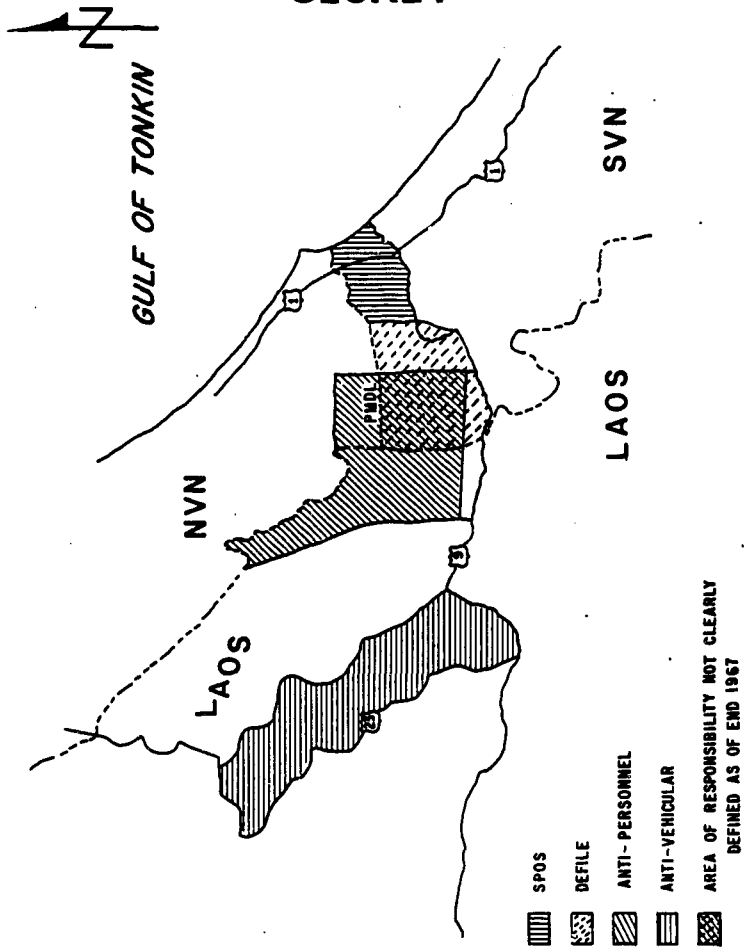 N
GULF OF TONKIN
NVN
LAOS
PMDL
1
1
9
SVN
LAOS
SPOS
DEFILE
ANTI-PERSONNEL
ANTI-VEHICULAR
AREA OF RESPONSIBILITY NOT CLEARLY
DEFINED AS OF END 1967